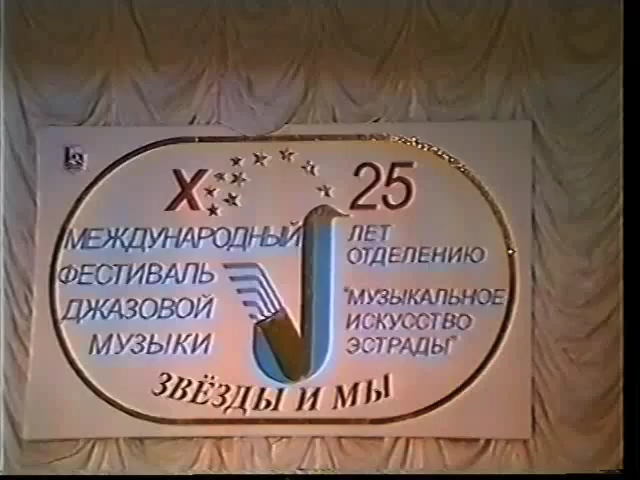 X
МЕЖДУНАРОДНЫЙ
ФЕСТИВАЛЬ
ДЖАЗОВОЙ
МУЗЫКИ
25
ЛЕТ
ОТДЕЛЕНИЮ
"МУЗЫКАЛЬНОЕ
ИСКУССТВО
ЭСТРАДЫ"
ЗВЁЗДЫ И МЫ